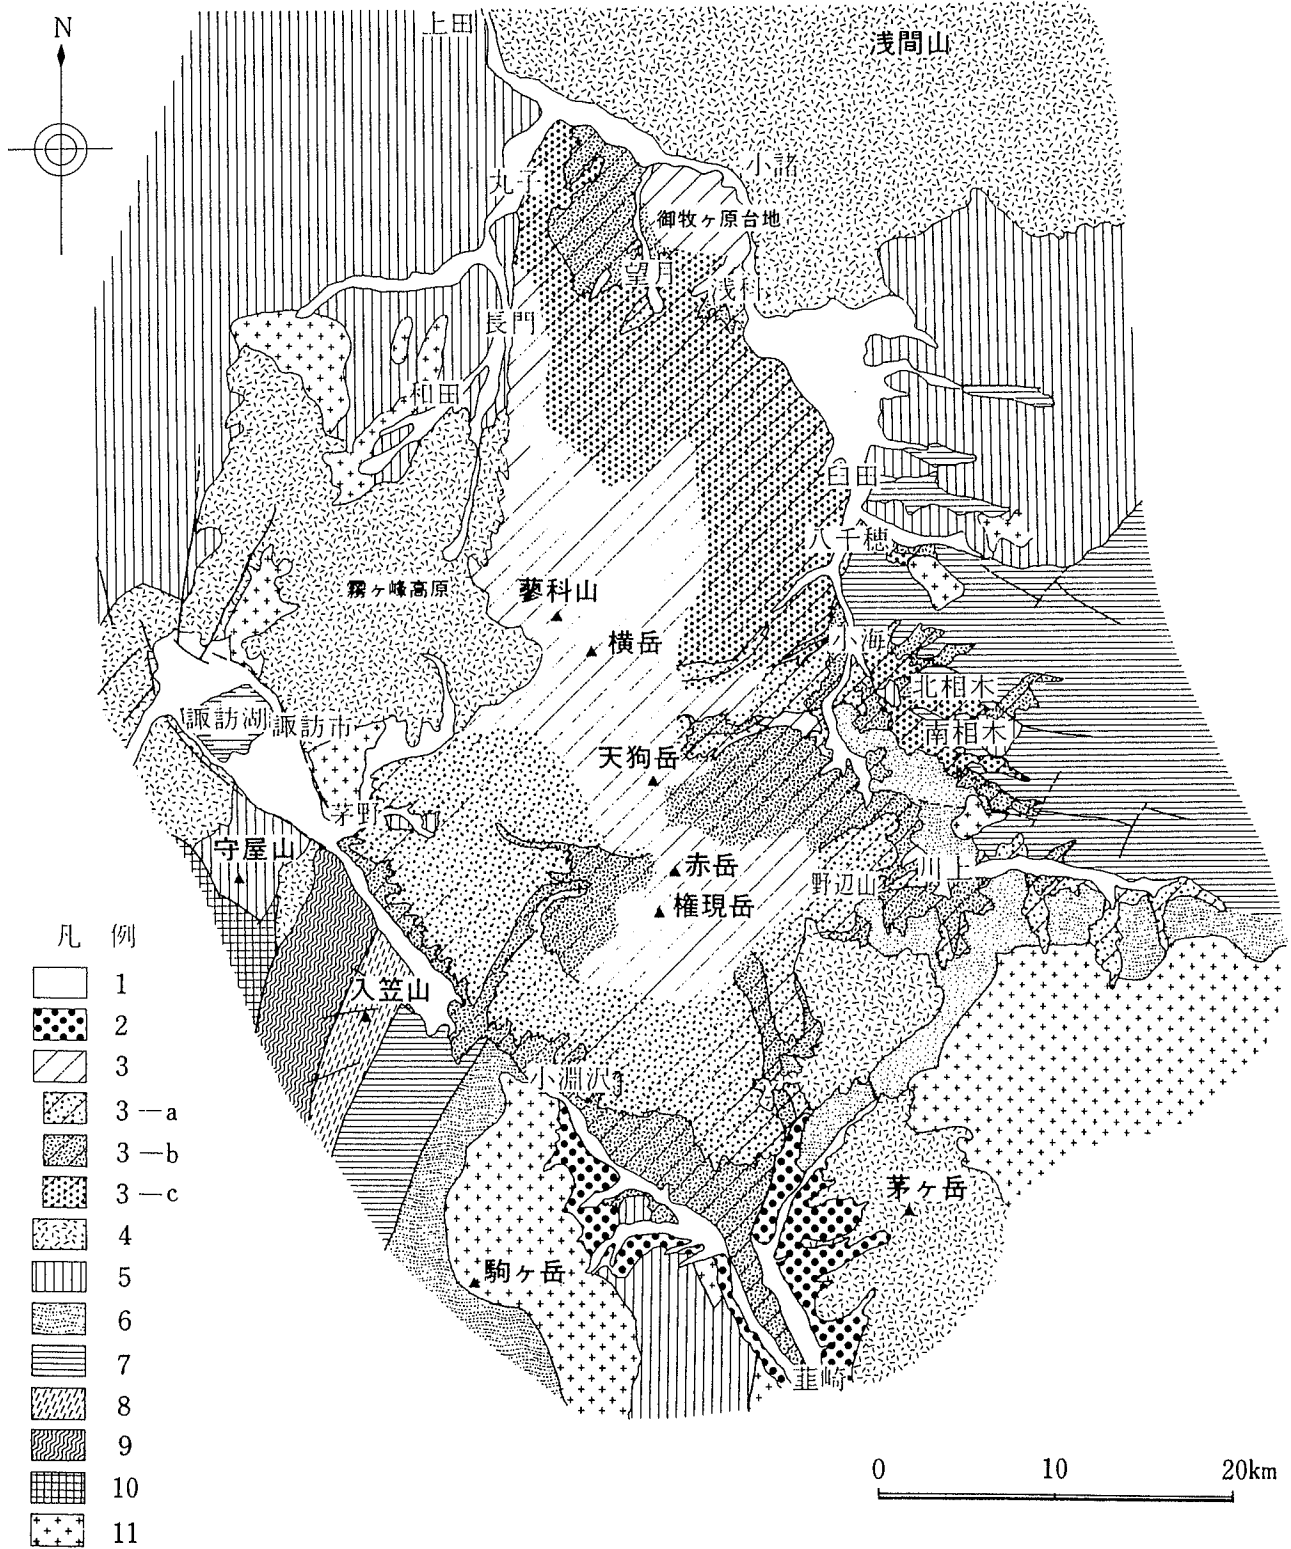 N
上田
浅間山
小諸
丸子
御牧ヶ原台地
望月
浅科
長門
和田
臼田
八千穂
霧ヶ峰高原
蓼科山
横岳
小海
北相木
南相木
諏訪湖
諏訪市
天狗岳
茅野
守屋山
赤岳
野辺山
川上
権現岳
入笠山
小淵沢
茅ヶ岳
駒ヶ岳
韮崎
凡例
1
2
3
3—a
3—b
3—c
4
5
6
7
8
9
10
11
0 10 20km